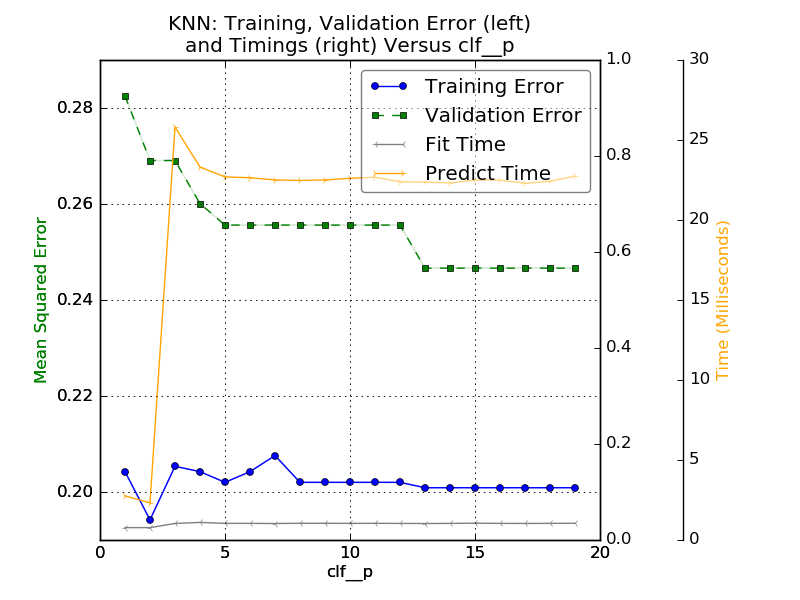 KNN: Training, Validation Error (left)
and Timings (right) Versus clf__p
Training Error
Validation Error
Fit Time
Predict Time
Mean Squared Error
0.28
0.26
0.24
0.22
0.20
0
5
10
15
20
clf__p
1.0
0.8
0.6
0.4
0.2
0.0
30
25
20
15
10
5
0
Time (Milliseconds)